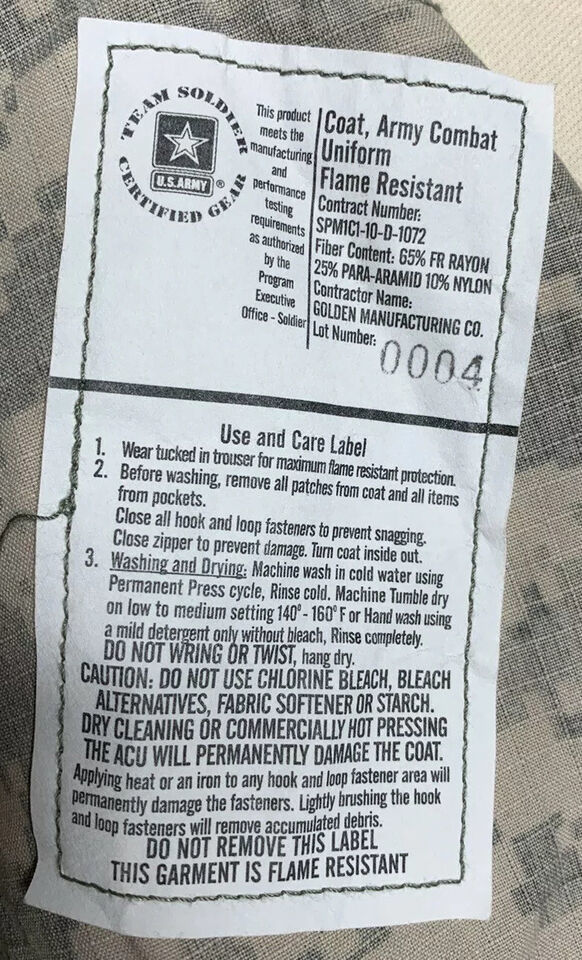 TEAM SOLDIER
U.S.ARMY ®
CERTIFIED GEAR
This product
meets the
manufacturing
and
performance
testing
requirements
as authorized
by the
Program
Executive
Office - Soldier
Coat, Army Combat
Uniform
Flame Resistant
Contract Number:
SPM1C1-10-D-1072
Fiber Content: 65% FR RAYON
25% PARA-ARAMID 10% NYLON
Contractor Name:
GOLDEN MANUFACTURING CO.
Lot Number: 0004
Use and Care Label
1. Wear tucked in trouser for maximum flame resistant protection.
2. Before washing, remove all patches from coat and all items
from pockets.
Close all hook and loop fasteners to prevent snagging.
Close zipper to prevent damage. Turn coat inside out.
3. Washing and Drying: Machine wash in cold water using
Permanent Press cycle, Rinse cold. Machine Tumble dry
on low to medium setting 140° - 160° F or Hand wash using
a mild detergent only without bleach, Rinse completely.
DO NOT WRING OR TWIST, hang dry.
CAUTION: DO NOT USE CHLORINE BLEACH, BLEACH
ALTERNATIVES, FABRIC SOFTENER OR STARCH.
DRY CLEANING OR COMMERCIALLY HOT PRESSING
THE ACU WILL PERMANENTLY DAMAGE THE COAT.
Applying heat or an iron to any hook and loop fastener area will
permanently damage the fasteners. Lightly brushing the hook
and loop fasteners will remove accumulated debris.
DO NOT REMOVE THIS LABEL
THIS GARMENT IS FLAME RESISTANT